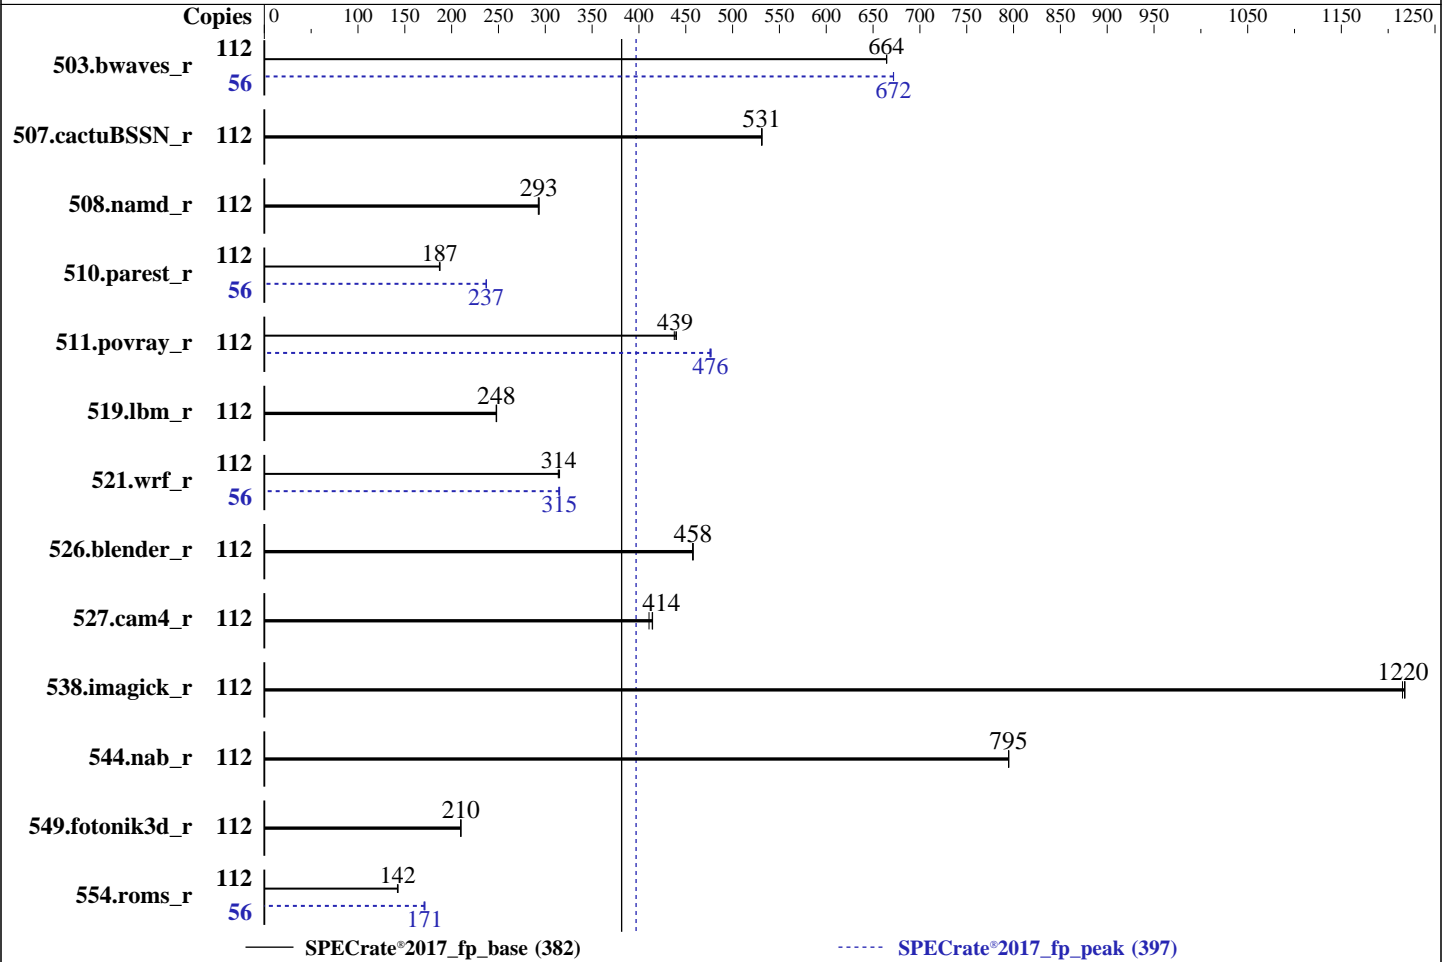 Copies 0 100 150 200 250 300 350 400 450 500 550 600 650 700 750 800 850 900 950 1050 1150 1250
503.bwaves_r 112 664
56 672
507.cactuBSSN_r 112 531
508.namd_r 112 293
510.parest_r 112 187
56 237
511.povray_r 112 439
476
519.lbm_r 112 248
521.wrf_r 112 314
56 315
526.blender_r 112 458
527.cam4_r 112 414
538.imagick_r 112 1220
544.nab_r 112 795
549.fotonik3d_r 112 210
554.roms_r 112 142
56 171
SPECrate®2017_fp_base (382) SPECrate®2017_fp_peak (397)